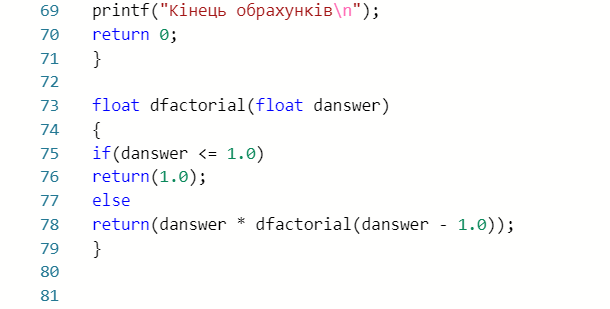 69 printf("Кінець обрахунків\n");
70 return 0;
71 }
72
73 float dfactorial(float danswer)
74 {
75 if(danswer <= 1.0)
76 return(1.0);
77 else
78 return(danswer * dfactorial(danswer - 1.0));
79 }
80
81